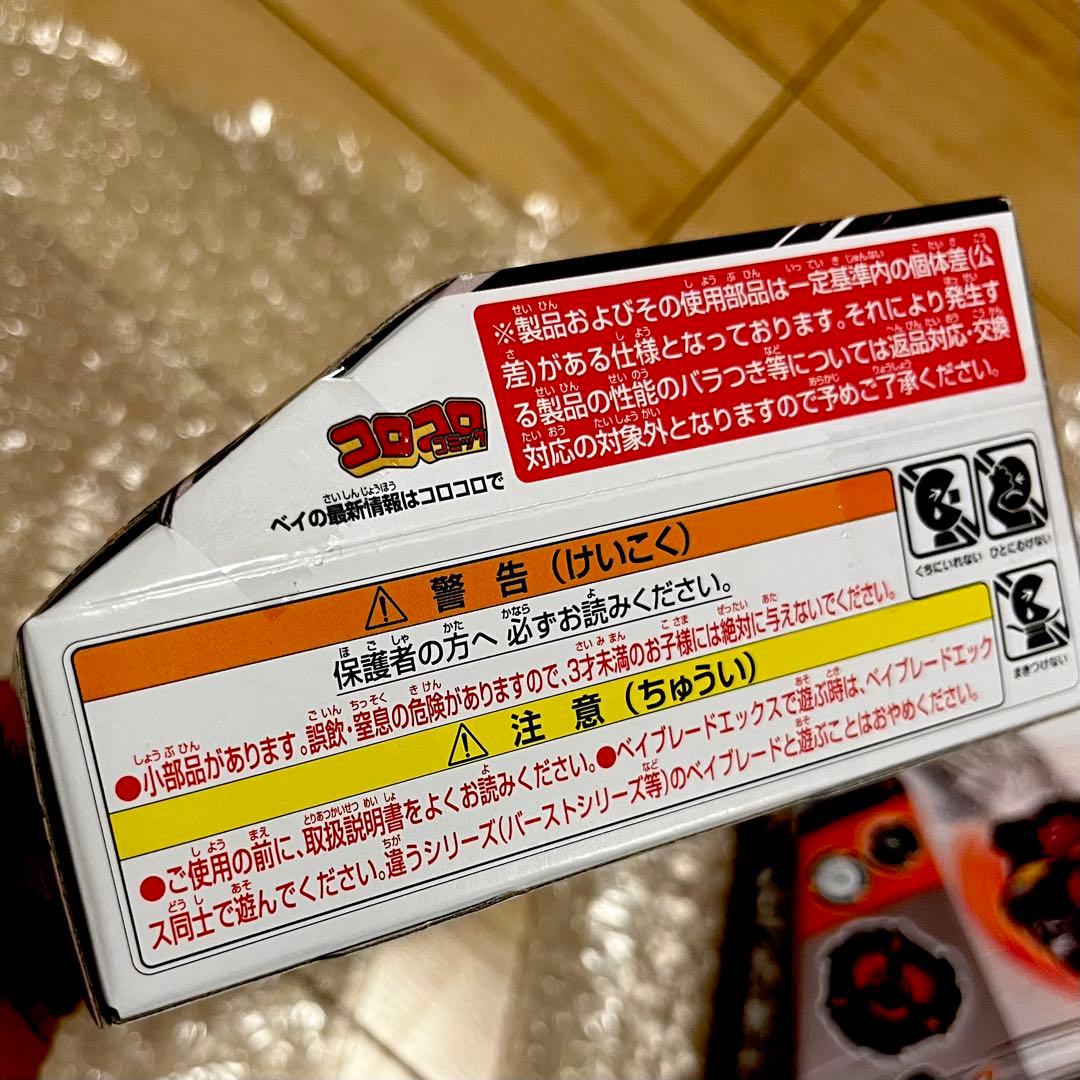 ※製品およびその使用部品は一定基準内の個体差(公
差)がある仕様となっております。それにより発生す
る製品の性能のバラつき等については返品対応・交換
対応の対象外となりますので予めご了承ください。
コロコロ
コミック
ベイの最新情報はコロコロで
警告(けいこく)
保護者の方へ 必ずお読みください。
●小部品があります。誤飲・窒息の危険がありますので、3才未満のお子様には絶対に与えないでください。
注意(ちゅうい)
●ご使用の前に、取扱説明書をよくお読みください。●ベイブレードエックスで遊ぶ時は、ベイブレードエック
ス同士で遊んでください。違うシリーズ(バーストシリーズ等)のベイブレードと遊ぶことはおやめください。
くちにいれない
ひとにむけない
まきつけない